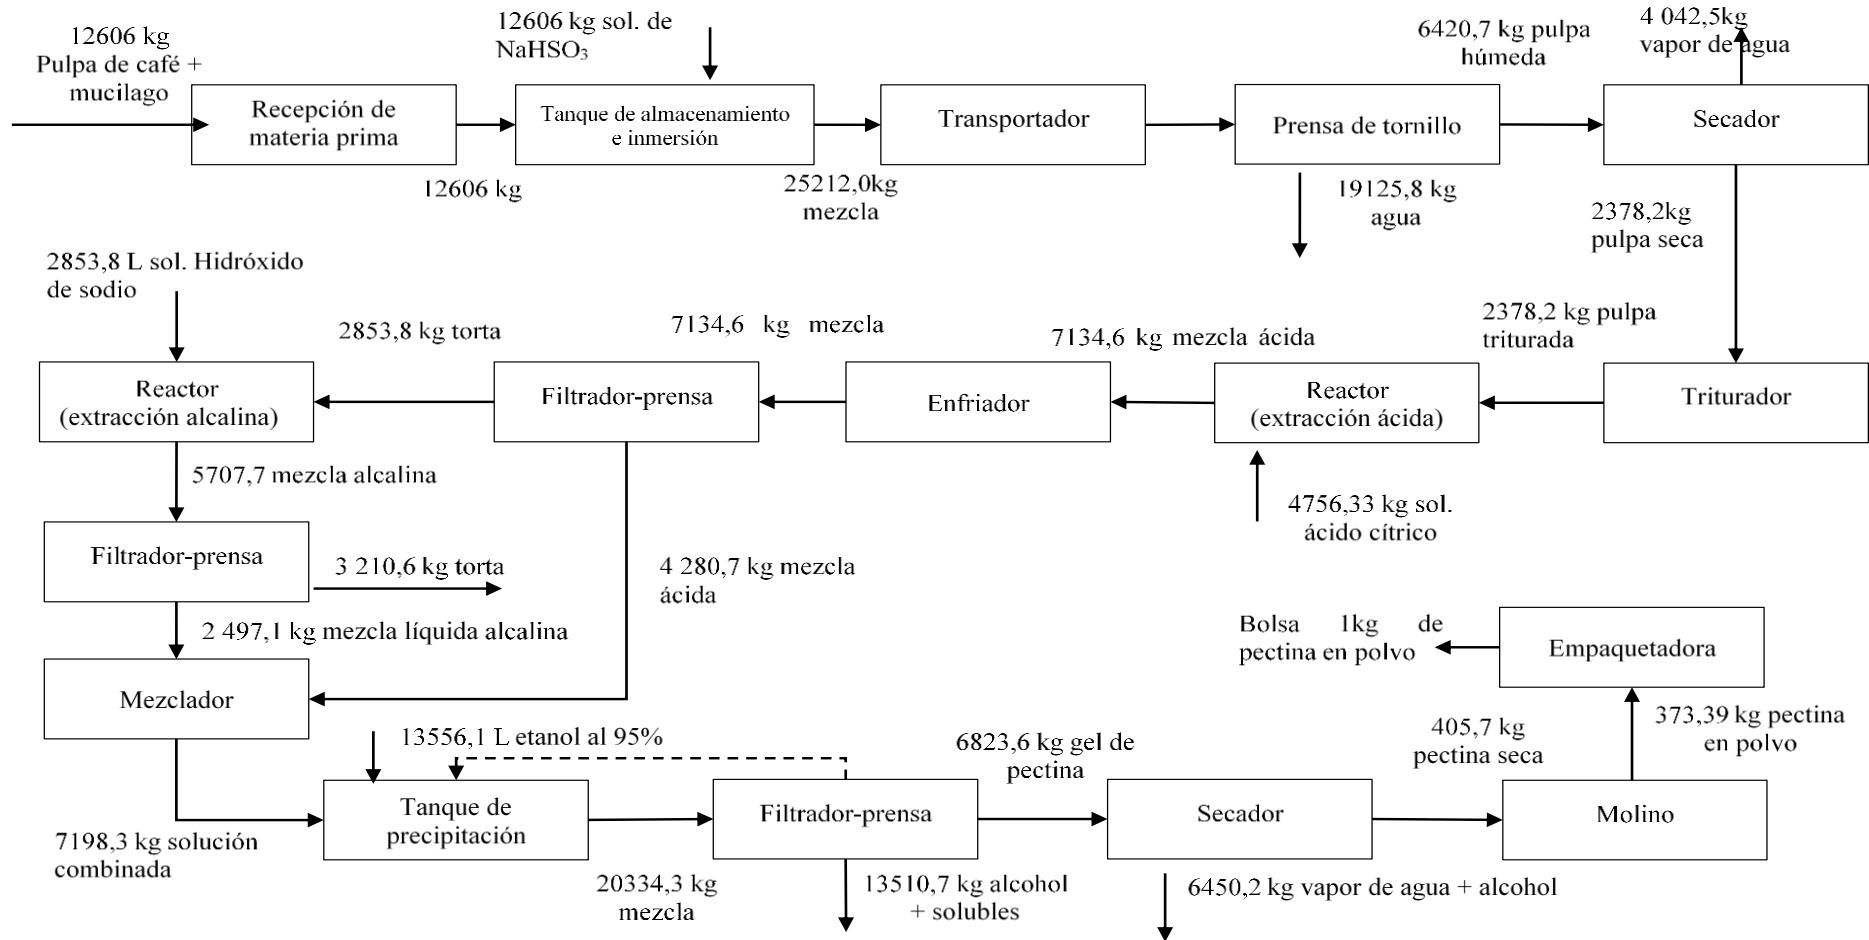 12606 kg
Pulpa de café +
mucilago
Recepción de
materia prima
12606 kg
12606 kg sol. de
NaHSO₃
Tanque de almacenamiento
e inmersión
25212,0kg
mezcla
Transportador
Prensa de tornillo
19125,8 kg
agua
6420,7 kg pulpa
húmeda
4 042,5kg
vapor de agua
Secador
2378,2kg
pulpa seca
Triturador
2378,2 kg pulpa
triturada
Reactor
(extracción ácida)
4756,33 kg sol.
ácido cítrico
7134,6 kg mezcla ácida
Enfriador
7134,6 kg mezcla
Filtrador-prensa
2853,8 kg torta
2853,8 L sol. Hidróxido
de sodio
Reactor
(extracción alcalina)
5707,7 mezcla alcalina
Filtrador-prensa
3 210,6 kg torta
4 280,7 kg mezcla
ácida
2 497,1 kg mezcla líquida alcalina
Mezclador
7198,3 kg solución
combinada
13556,1 L etanol al 95%
Tanque de
precipitación
20334,3 kg
mezcla
Filtrador-prensa
13510,7 kg alcohol
+ solubles
6823,6 kg gel de
pectina
Secador
6450,2 kg vapor de agua + alcohol
405,7 kg
pectina seca
Molino
373,39 kg pectina
en polvo
Empaquetadora
Bolsa 1kg de
pectina en polvo